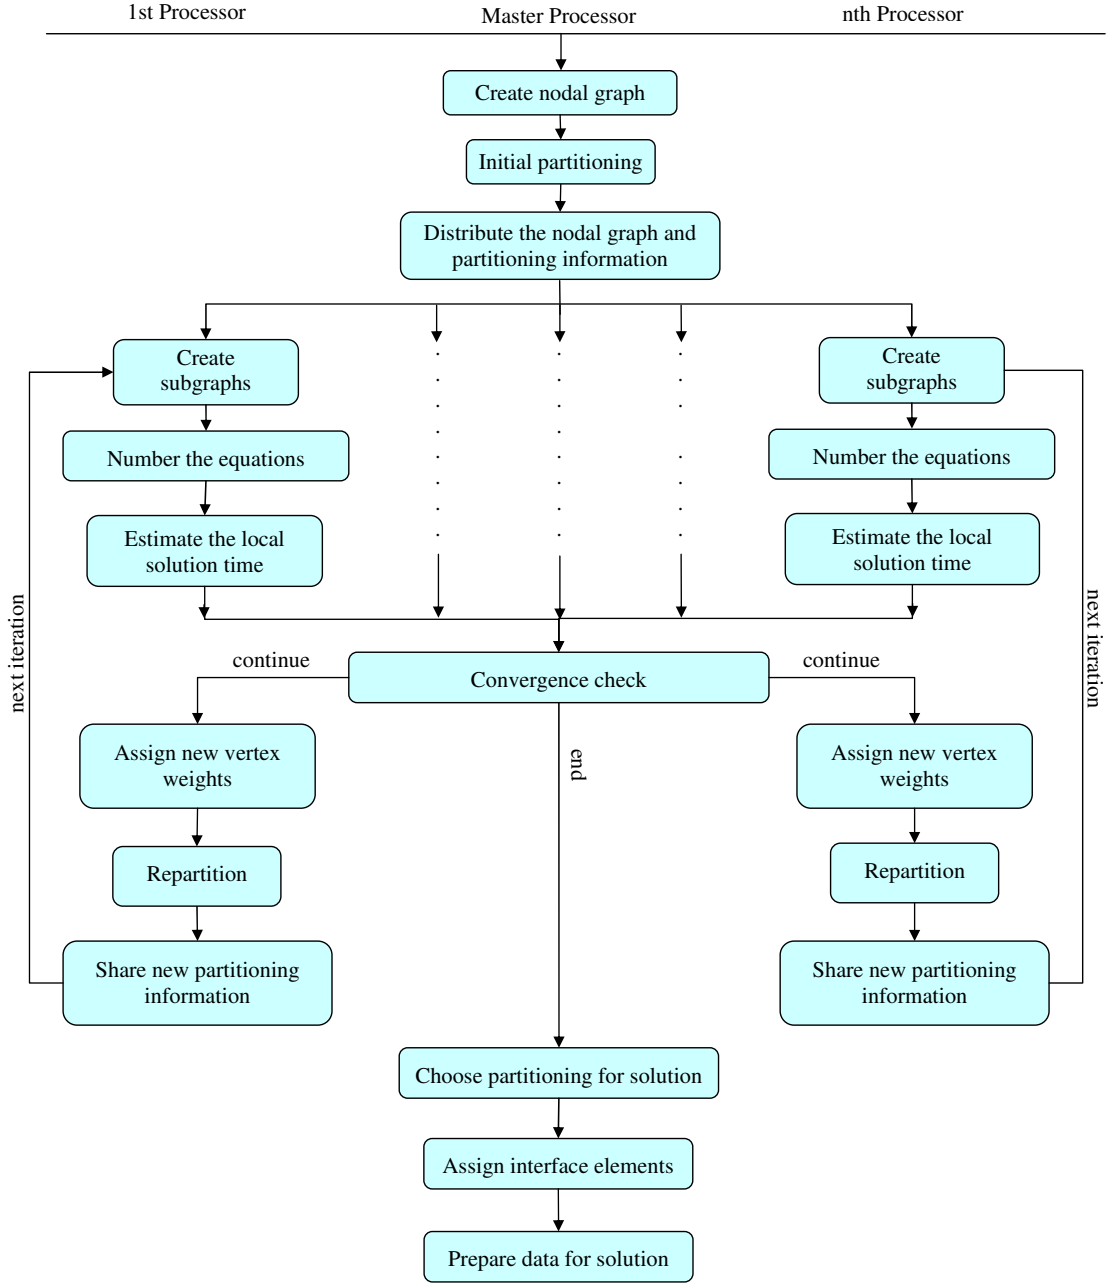 1st Processor
Master Processor
nth Processor
Create nodal graph
Initial partitioning
Distribute the nodal graph and
partitioning information
Create
subgraphs
Create
subgraphs
Number the equations
Number the equations
Estimate the local
solution time
Estimate the local
solution time
next iteration
next iteration
continue
Convergence check
continue
end
Assign new vertex
weights
Assign new vertex
weights
Repartition
Repartition
Share new partitioning
information
Share new partitioning
information
Choose partitioning for solution
Assign interface elements
Prepare data for solution